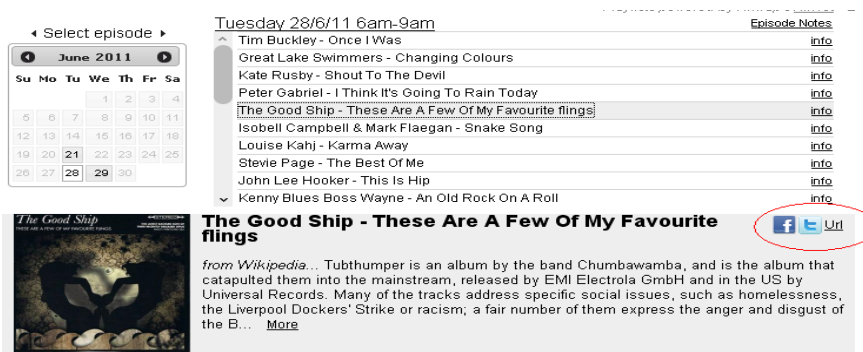 Select episode
June 2011
Su Mo Tu We Th Fr Sa
1 2 3 4
5 6 7 8 9 10 11
12 13 14 15 16 17 18
19 20 21 22 23 24 25
26 27 28 29 30
Tuesday 28/6/11 6am-9am Episode Notes
Tim Buckley - Once I Was info
Great Lake Swimmers - Changing Colours info
Kate Rusby - Shout To The Devil info
Peter Gabriel - I Think It's Going To Rain Today info
The Good Ship - These Are A Few Of My Favourite flings info
Isobell Campbell & Mark Flaegan - Snake Song info
Louise Kahj - Karma Away info
Stevie Page - The Best Of Me info
John Lee Hooker - This Is Hip info
Kenny Blues Boss Wayne - An Old Rock On A Roll info
The Good Ship
THESE ARE A FEW OF MY FAVOURITE FLINGS
STEREO
The Good Ship - These Are A Few Of My Favourite
flings
f t Url
from Wikipedia... Tubthumper is an album by the band Chumbawamba, and is the album that
catapulted them into the mainstream, released by EMI Electrola GmbH and in the US by
Universal Records. Many of the tracks address specific social issues, such as homelessness,
the Liverpool Dockers' Strike or racism; a fair number of them express the anger and disgust of
the B... More